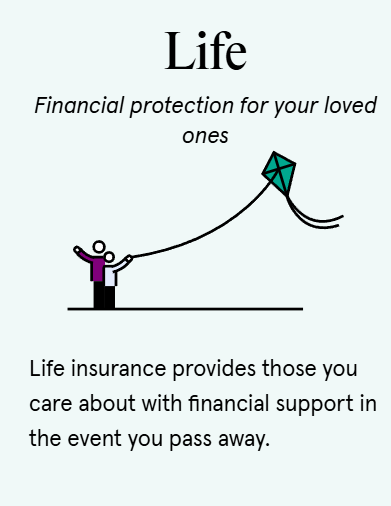 Life
Financial protection for your loved
ones
Life insurance provides those you
care about with financial support in
the event you pass away.